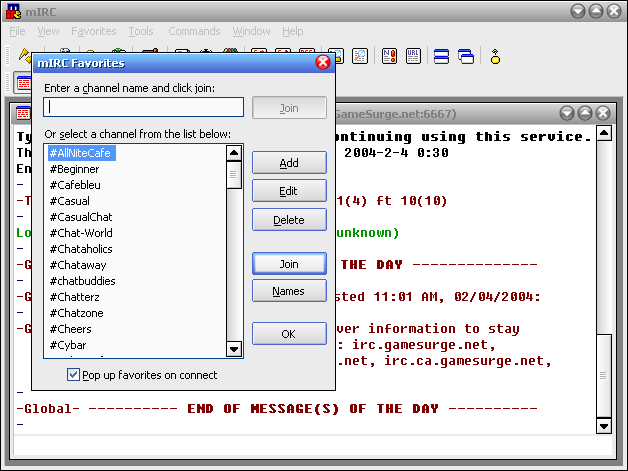 mIRC
File View Favorites Tools Commands Window Help
URL
mIRC Favorites
Enter a channel name and click join:
Join
Or select a channel from the list below:
#AllNiteCafe
#Beginner
#Cafebleu
#Casual
#CasualChat
#Chat-World
#Chataholics
#Chataway
#chatbuddies
#Chatterz
#Chatzone
#Cheers
#Cybar
Add
Edit
Delete
Join
Names
OK
Pop up favorites on connect
GameSurge.net:6667)
Ty ontinuing using this service.
Th 2004-2-4 0:30
En
-
-T 1(4) ft 10(10)
-
Lo unknown)
-
-G THE DAY --------------
-
-G sted 11:01 AM, 02/04/2004:
-
-G ver information to stay
: irc.gamesurge.net,
.net, irc.ca.gamesurge.net,
-
-Global- ---------- END OF MESSAGE(S) OF THE DAY ----------
-